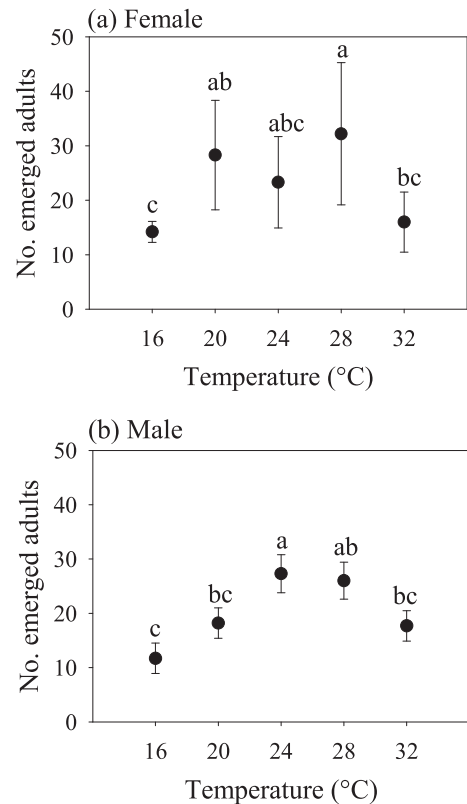 (a) Female
50
40
30
20
10
0
No. emerged adults
c
ab
abc
a
bc
16 20 24 28 32
Temperature (°C)
(b) Male
50
40
30
20
10
0
No. emerged adults
c
bc
a
ab
bc
16 20 24 28 32
Temperature (°C)